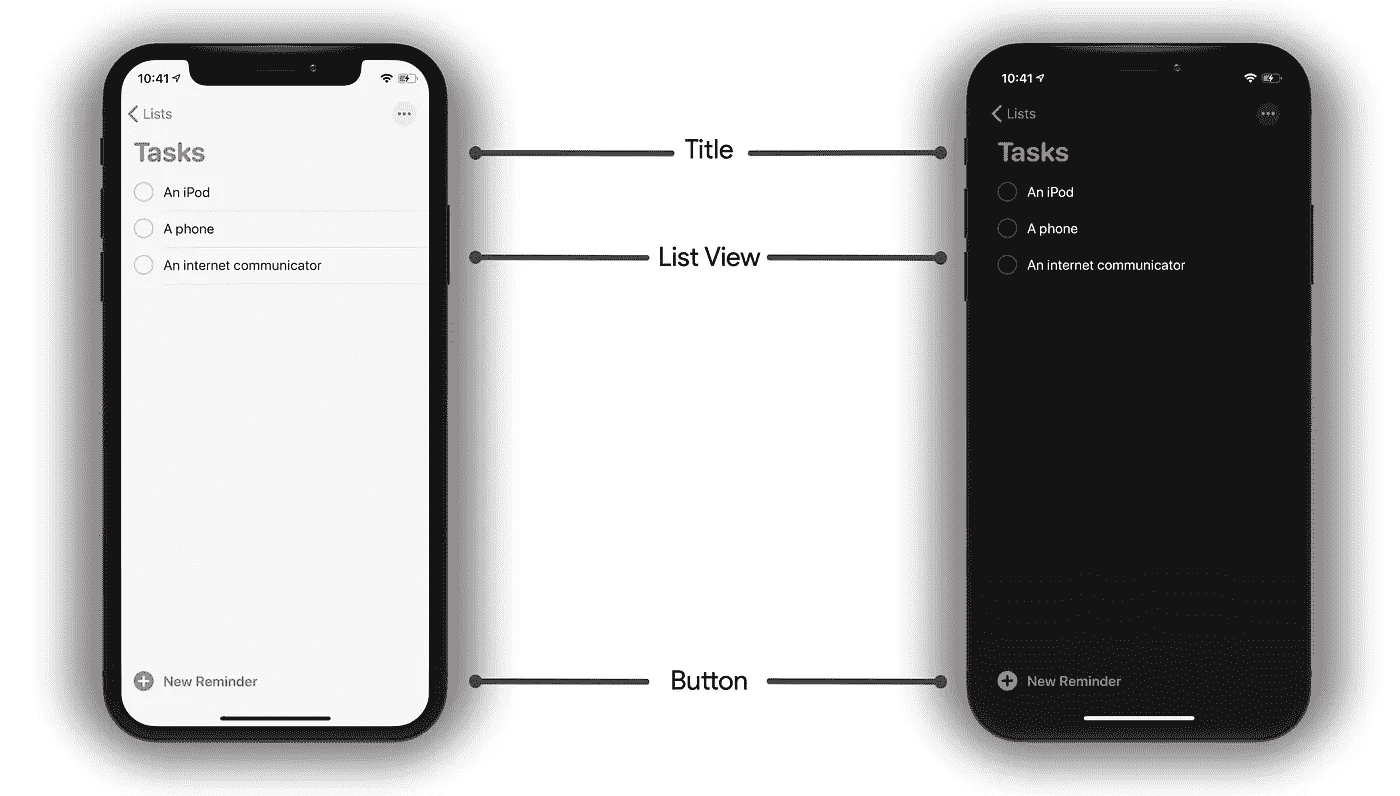 10:41
Lists
Tasks
An iPod
A phone
An internet communicator
New Reminder
Title
List View
Button
10:41
Lists
Tasks
An iPod
A phone
An internet communicator
New Reminder